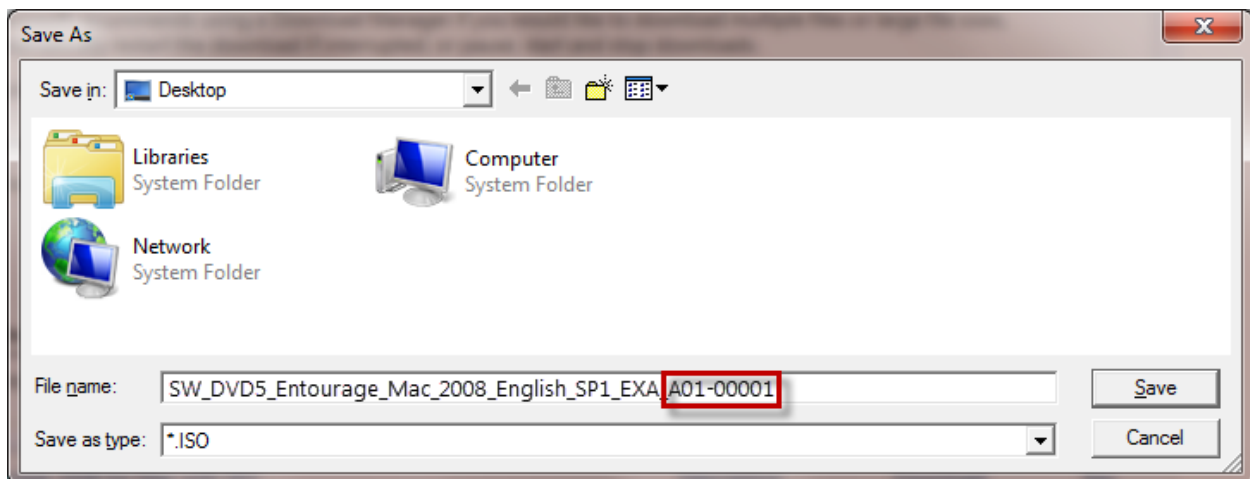 Save As
Save in: Desktop
Libraries
System Folder
Computer
System Folder
Network
System Folder
File name: SW_DVD5_Entourage_Mac_2008_English_SP1_EXA_A01-00001
Save
Save as type: *.ISO
Cancel